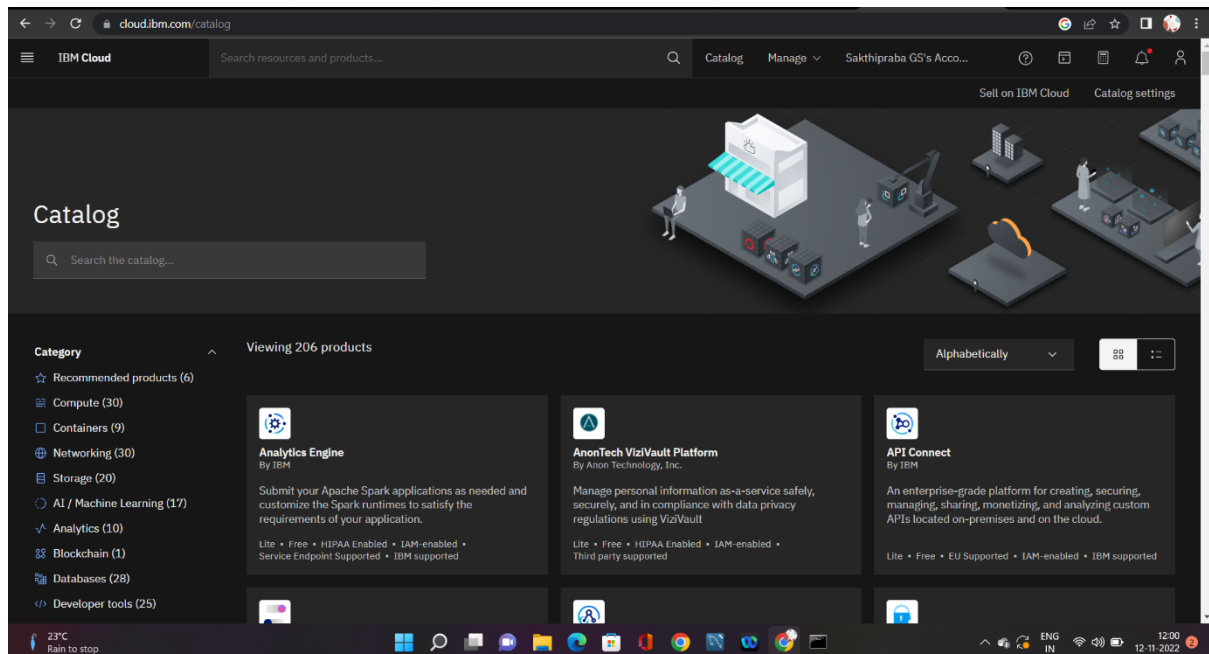 cloud.ibm.com/catalog
IBM Cloud
Search resources and products...
Catalog
Manage
Sakthipraba GS's Acco...
Sell on IBM Cloud
Catalog settings
Catalog
Search the catalog...
Category
Recommended products (6)
Compute (30)
Containers (9)
Networking (30)
Storage (20)
AI / Machine Learning (17)
Analytics (10)
Blockchain (1)
Databases (28)
Developer tools (25)
Viewing 206 products
Alphabetically
Analytics Engine
By IBM
Submit your Apache Spark applications as needed and
customize the Spark runtimes to satisfy the
requirements of your application.
Lite • Free • HIPAA Enabled • IAM-enabled •
Service Endpoint Supported • IBM supported
AnonTech ViziVault Platform
By Anon Technology, Inc.
Manage personal information as-a-service safely,
securely, and in compliance with data privacy
regulations using ViziVault
Lite • Free • HIPAA Enabled • IAM-enabled •
Third party supported
API Connect
By IBM
An enterprise-grade platform for creating, securing,
managing, sharing, monetizing, and analyzing custom
APIs located on-premises and on the cloud.
Lite • Free • EU Supported • IAM-enabled • IBM supported
23°C
Rain to stop
ENG
IN
12:00
12-11-2022
2